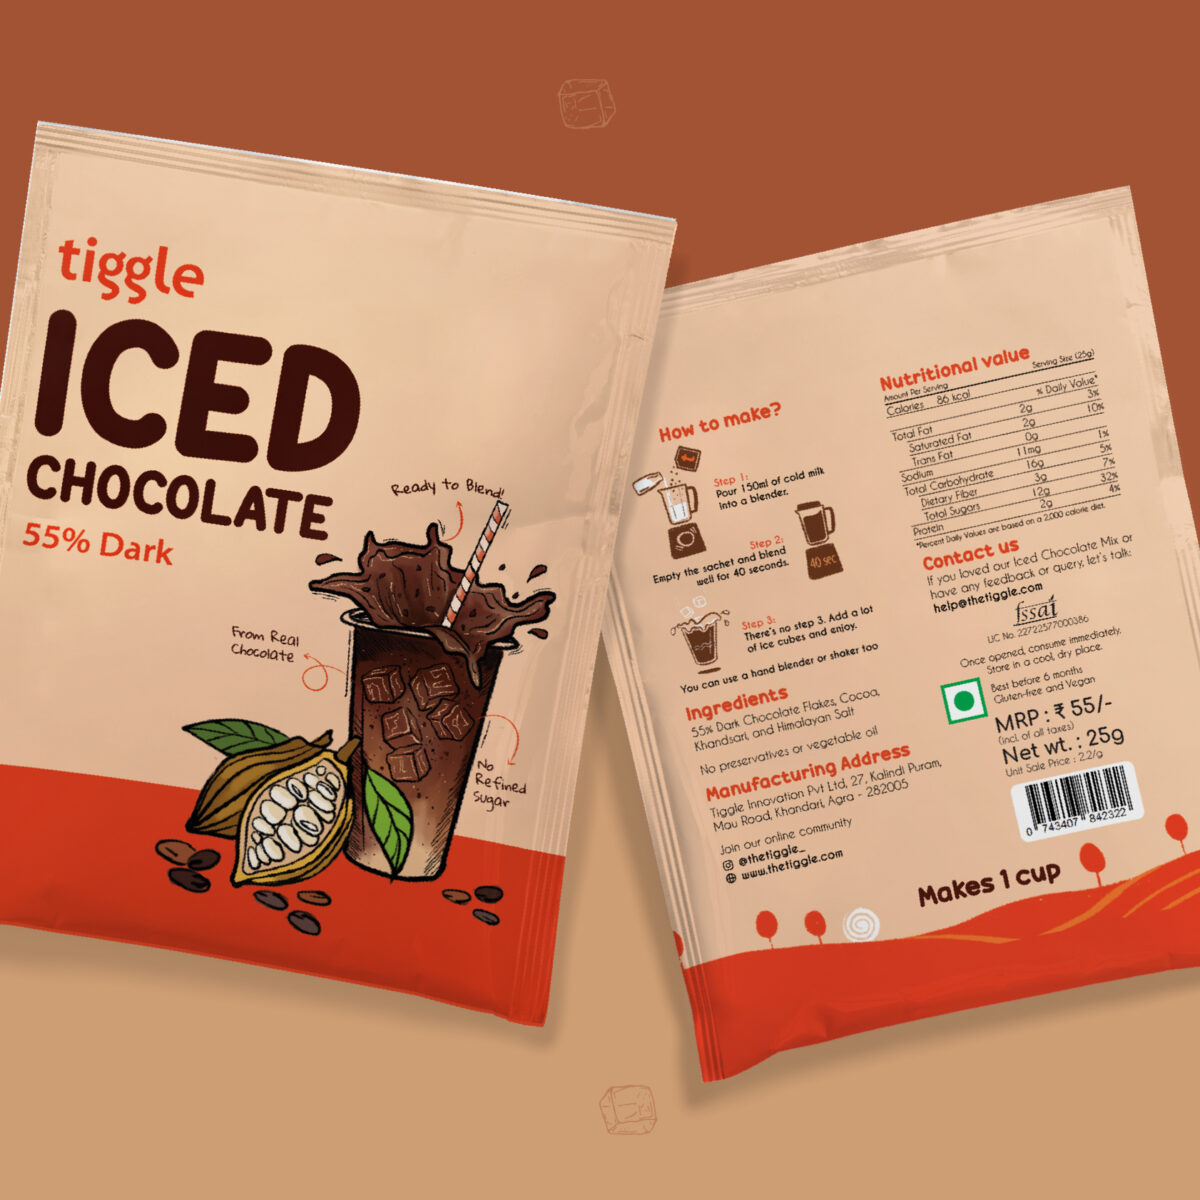 tiggle
ICED
CHOCOLATE
55% Dark
Ready to Blend!
From Real
Chocolate
No
Refined
Sugar
How to make?
Step 1:
Pour 150ml of cold milk
into a blender.
Step 2:
Empty the sachet and blend
well for 40 seconds.
40 sec
Step 3:
There's no step 3. Add a lot
of ice cubes and enjoy.
You can use a hand blender or shaker too
Ingredients
55% Dark Chocolate Flakes, Cocoa,
Khandsari, and Himalayan Salt
No preservatives or vegetable oil
Manufacturing Address
Tiggle Innovation Pvt Ltd, 27, Kalindi Puram,
Mau Road, Khandari, Agra - 282005
Join our online community
@thetiggle_
www.thetiggle.com
Nutritional value
Serving Size (25g)
Amount Per Serving
Calories 86 kcal
% Daily Value*
Total Fat 2g 3%
Saturated Fat 2g 10%
Trans Fat 0g
Sodium 11mg 1%
Total Carbohydrate 16g 5%
Dietary Fiber 3g 7%
Total Sugars 12g 32%
Protein 2g 4%
*Percent Daily Values are based on a 2,000 calorie diet.
Contact us
If you loved our Iced Chocolate Mix or
have any feedback or query, let's talk:
help@thetiggle.com
fssai
LIC No. 22722577000386
Once opened, consume immediately.
Store in a cool, dry place.
Best before 6 months
Gluten-free and Vegan
MRP : ₹ 55/-
(incl. of all taxes)
Net wt. : 25g
Unit Sale Price : 2.2/g
0 743407 842322
Makes 1 cup